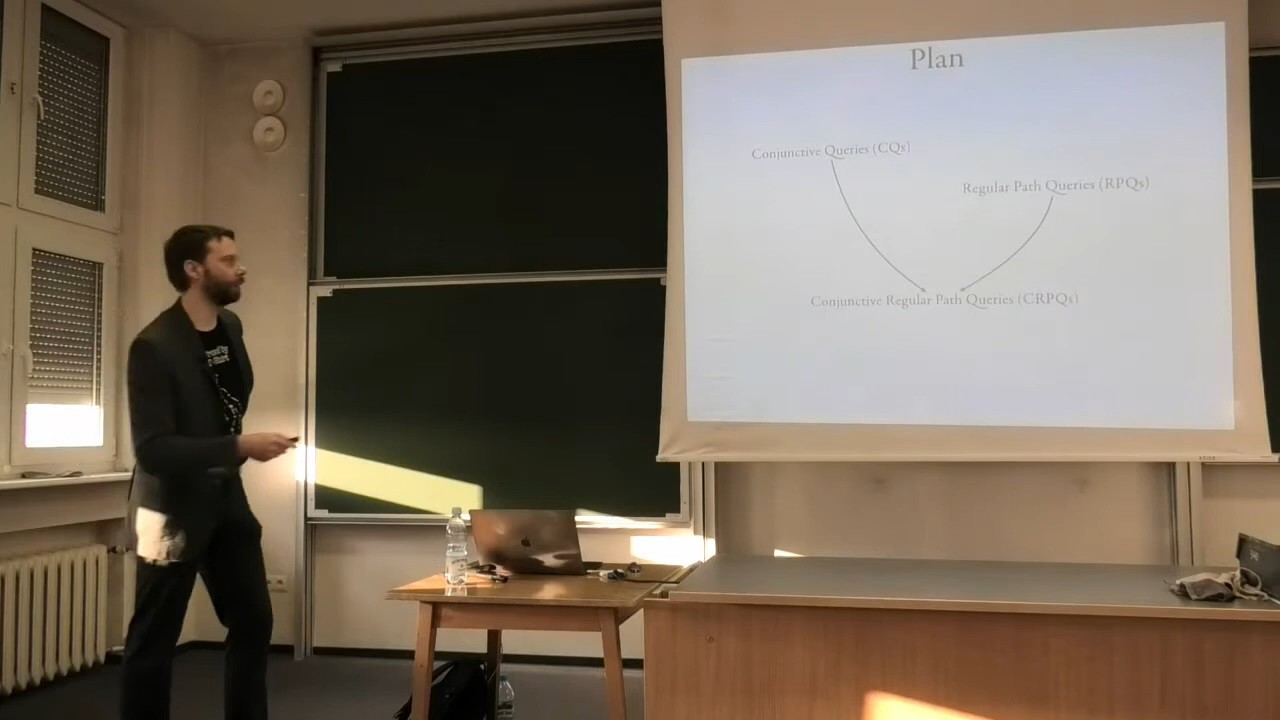 Plan
Conjunctive Queries (CQs)
Regular Path Queries (RPQs)
Conjunctive Regular Path Queries (CRPQs)